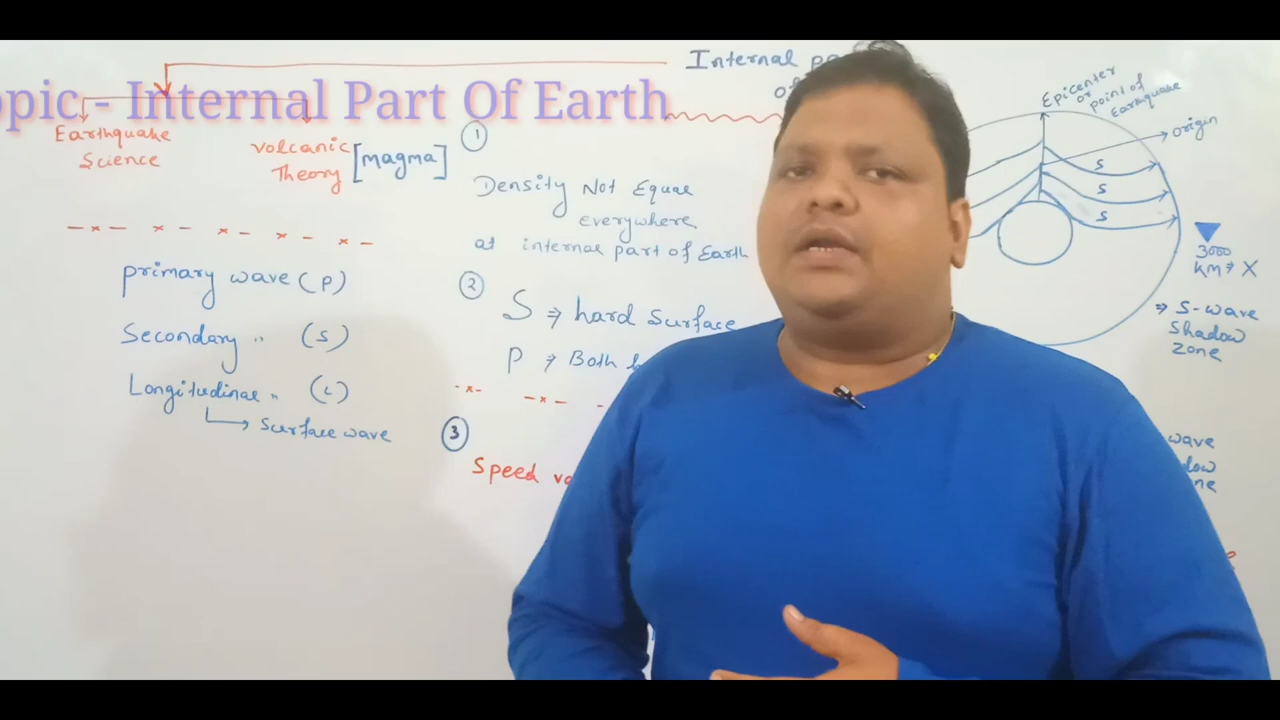 Internal
opic - Internal Part Of Earth
Earthquake
Science
volcanic
Theory
[magma]
primary wave (P)
Secondary " (S)
Longitudinal " (L)
Surface wave
1
Density Not Equal
everywhere
at internal part of Earth
2
S ⇒ hard Surface
P ⇒ Both
3
Speed
Epicenter
or
point of
Earthquake
origin
S
S
S
3000
km ⇒ X
⇒ S-wave
Shadow
Zone
wave